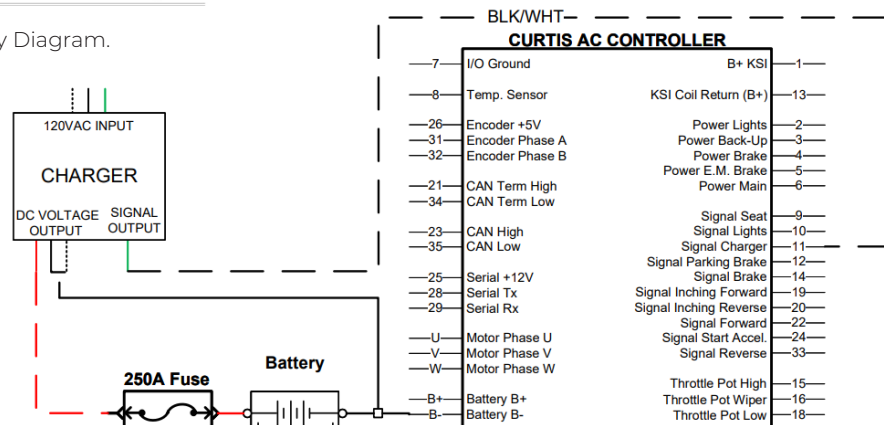 y Diagram.
BLK/WHT
CURTIS AC CONTROLLER
7 I/O Ground
8 Temp. Sensor
26 Encoder +5V
31 Encoder Phase A
32 Encoder Phase B
21 CAN Term High
34 CAN Term Low
23 CAN High
35 CAN Low
25 Serial +12V
28 Serial Tx
29 Serial Rx
U Motor Phase U
V Motor Phase V
W Motor Phase W
B+ Battery B+
B- Battery B-
B+ KSI 1
KSI Coil Return (B+) 13
Power Lights 2
Power Back-Up 3
Power Brake 4
Power E.M. Brake 5
Power Main 6
Signal Seat 9
Signal Lights 10
Signal Charger 11
Signal Parking Brake 12
Signal Brake 14
Signal Inching Forward 19
Signal Inching Reverse 20
Signal Forward 22
Signal Start Accel. 24
Signal Reverse 33
Throttle Pot High 15
Throttle Pot Wiper 16
Throttle Pot Low 18
120VAC INPUT
CHARGER
DC VOLTAGE
OUTPUT
SIGNAL
OUTPUT
250A Fuse
Battery